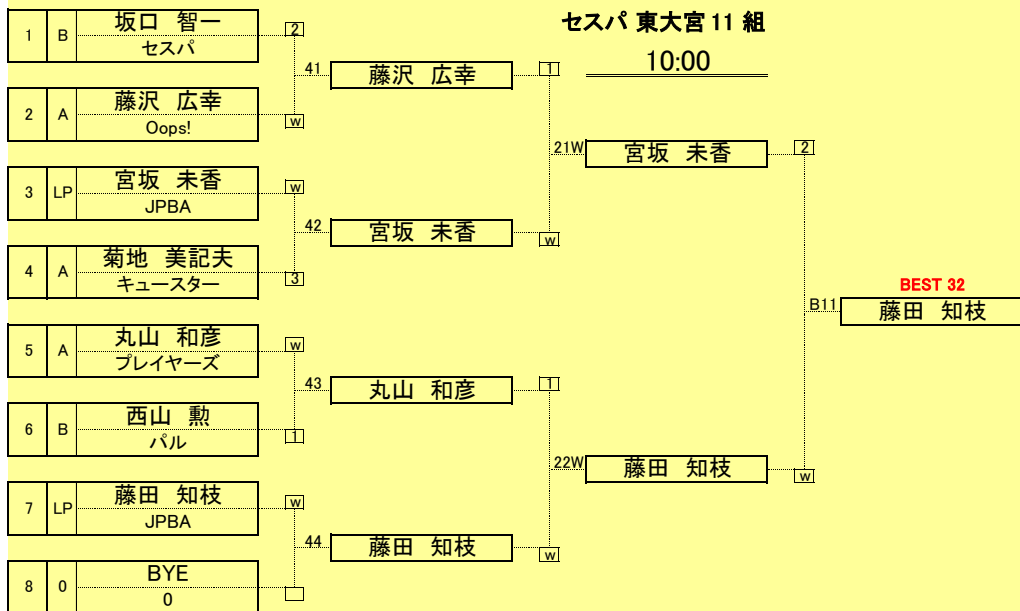 セスパ 東大宮 11 組
10:00
1 B 坂口 智一 2
セスパ
41 藤沢 広幸 1
2 A 藤沢 広幸 w
Oops!
21W 宮坂 未香 2
3 LP 宮坂 未香 w
JPBA
42 宮坂 未香 w
4 A 菊地 美記夫 3
キュースター
BEST 32
B11 藤田 知枝
5 A 丸山 和彦 w
プレイヤーズ
43 丸山 和彦 1
6 B 西山 勲 1
パル
22W 藤田 知枝 w
7 LP 藤田 知枝 w
JPBA
44 藤田 知枝 w
8 0 BYE
0